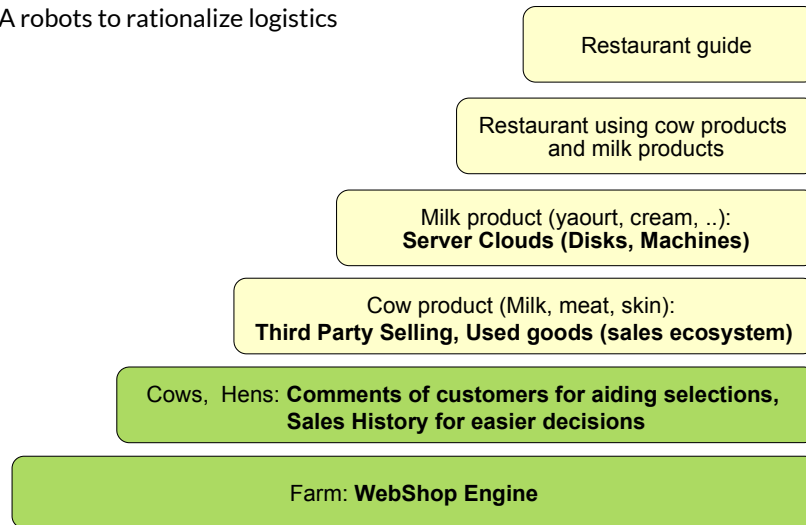 A robots to rationalize logistics
Restaurant guide
Restaurant using cow products
and milk products
Milk product (yaourt, cream, ..):
Server Clouds (Disks, Machines)
Cow product (Milk, meat, skin):
Third Party Selling, Used goods (sales ecosystem)
Cows,  Hens: Comments of customers for aiding selections,
Sales History for easier decisions
Farm: WebShop Engine